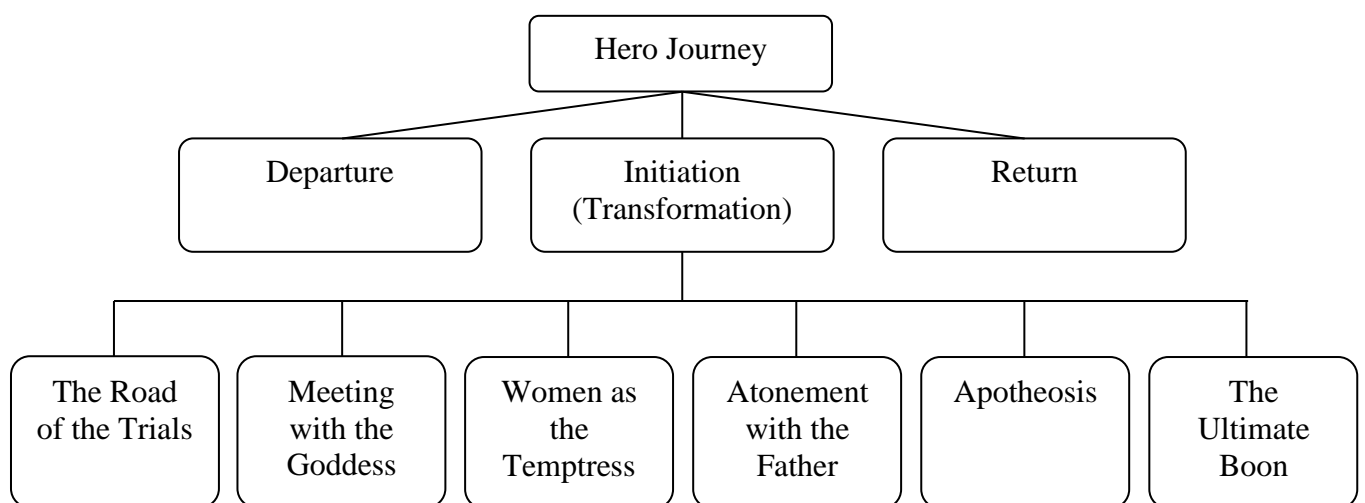 Hero Journey
Departure
Initiation
(Transformation)
Return
The Road
of the Trials
Meeting
with the
Goddess
Women as
the
Temptress
Atonement
with the
Father
Apotheosis
The
Ultimate
Boon